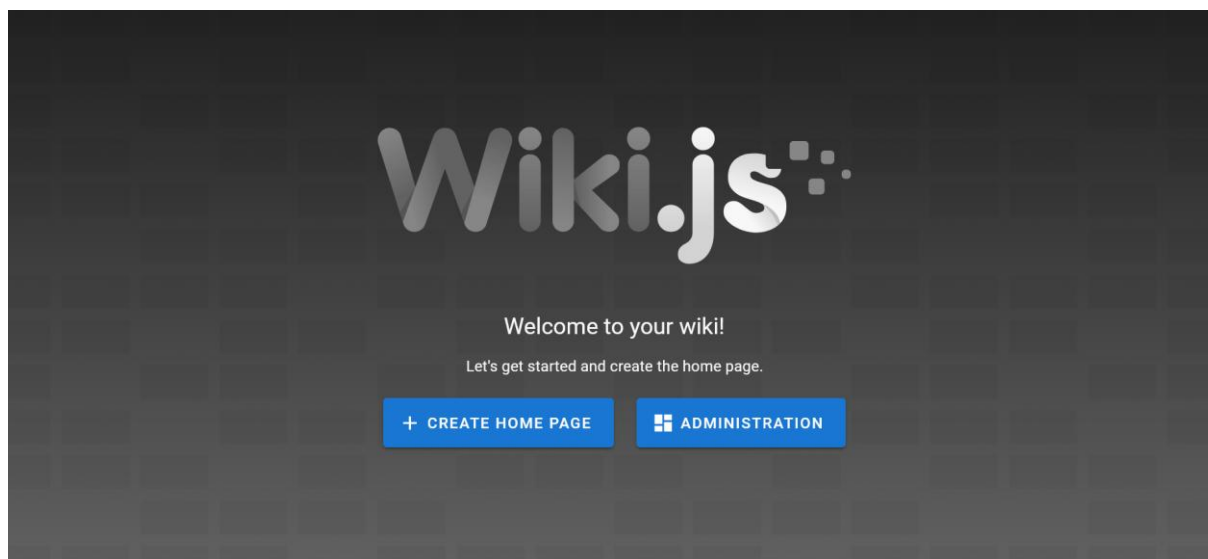 Wiki.js
Welcome to your wiki!
Let's get started and create the home page.
+ CREATE HOME PAGE
ADMINISTRATION